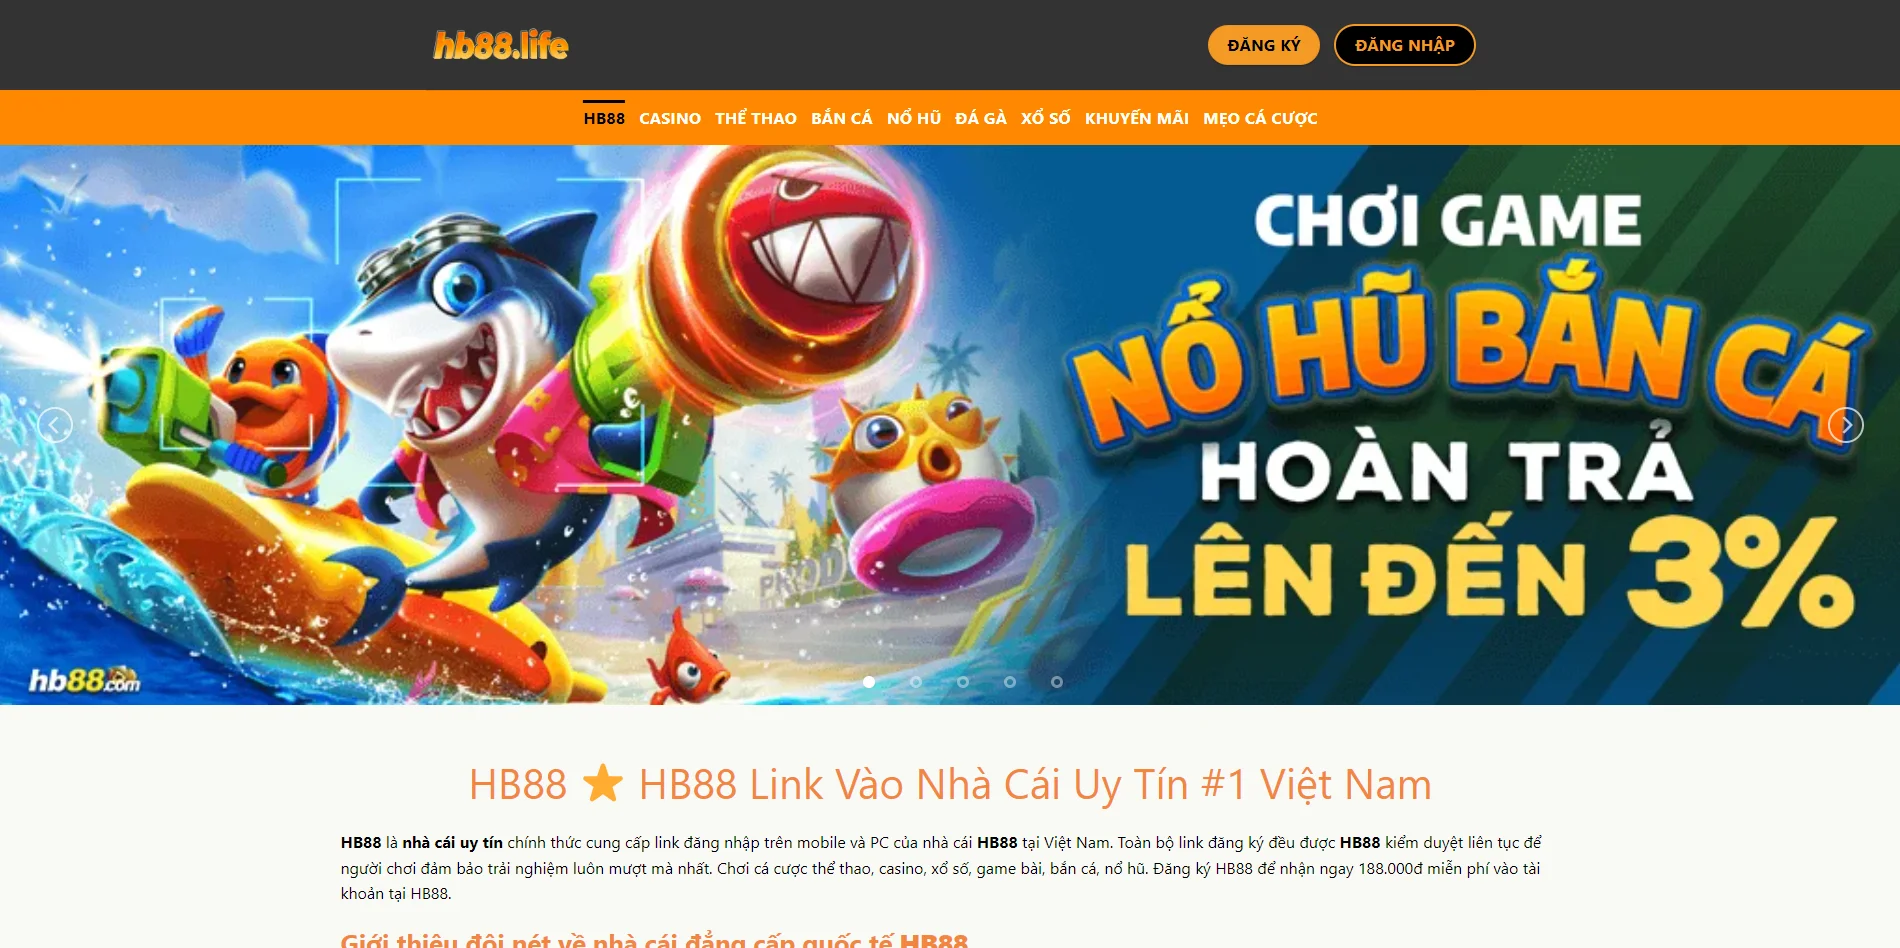 hb88.life
ĐĂNG KÝ
ĐĂNG NHẬP
HB88 CASINO THỂ THAO BẮN CÁ NỔ HŨ ĐÁ GÀ XỔ SỐ KHUYẾN MÃI MẸO CÁ CƯỢC
CHƠI GAME
NỔ HŨ BẮN CÁ
HOÀN TRẢ
LÊN ĐẾN 3%
hb88.com
HB88 ⭐ HB88 Link Vào Nhà Cái Uy Tín #1 Việt Nam
HB88 là nhà cái uy tín chính thức cung cấp link đăng nhập trên mobile và PC của nhà cái HB88 tại Việt Nam. Toàn bộ link đăng ký đều được HB88 kiểm duyệt liên tục để
người chơi đảm bảo trải nghiệm luôn mượt mà nhất. Chơi cá cược thể thao, casino, xổ số, game bài, bắn cá, nổ hũ. Đăng ký HB88 để nhận ngay 188.000đ miễn phí vào tài
khoản tại HB88.
Giới thiệu đôi nét về nhà cái đẳng cấp quốc tế HB88